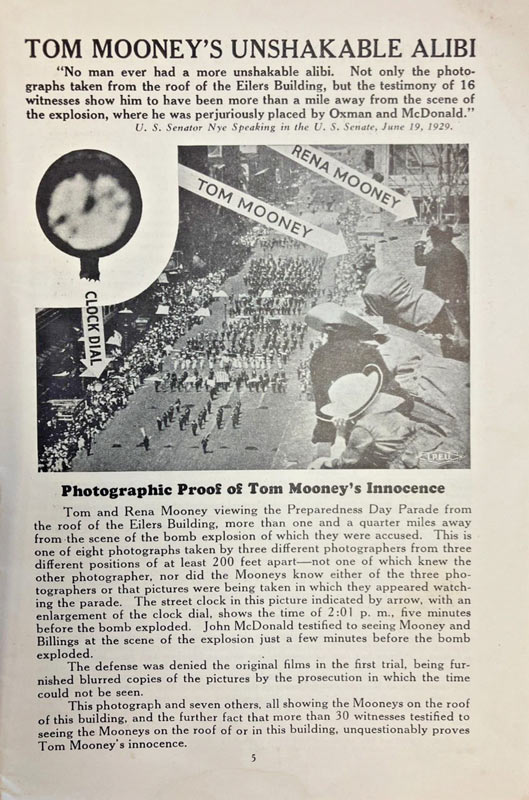 TOM MOONEY'S UNSHAKABLE ALIBI
"No man ever had a more unshakable alibi. Not only the photo-
graphs taken from the roof of the Eilers Building, but the testimony of 16
witnesses show him to have been more than a mile away from the scene of
the explosion, where he was perjuriously placed by Oxman and McDonald."
U. S. Senator Nye Speaking in the U. S. Senate, June 19, 1929.
RENA MOONEY
TOM MOONEY
CLOCK DIAL
Photographic Proof of Tom Mooney's Innocence
Tom and Rena Mooney viewing the Preparedness Day Parade from
the roof of the Eilers Building, more than one and a quarter miles away
from the scene of the bomb explosion of which they were accused. This is
one of eight photographs taken by three different photographers from three
different positions of at least 200 feet apart—not one of which knew the
other photographer, nor did the Mooneys know either of the three pho-
tographers or that pictures were being taken in which they appeared watch-
ing the parade. The street clock in this picture indicated by arrow, with an
enlargement of the clock dial, shows the time of 2:01 p. m., five minutes
before the bomb exploded. John McDonald testified to seeing Mooney and
Billings at the scene of the explosion just a few minutes before the bomb
exploded.
The defense was denied the original films in the first trial, being fur-
nished blurred copies of the pictures by the prosecution in which the time
could not be seen.
This photograph and seven others, all showing the Mooneys on the roof
of this building, and the further fact that more than 30 witnesses testified to
seeing the Mooneys on the roof of or in this building, unquestionably proves
Tom Mooney's innocence.
5